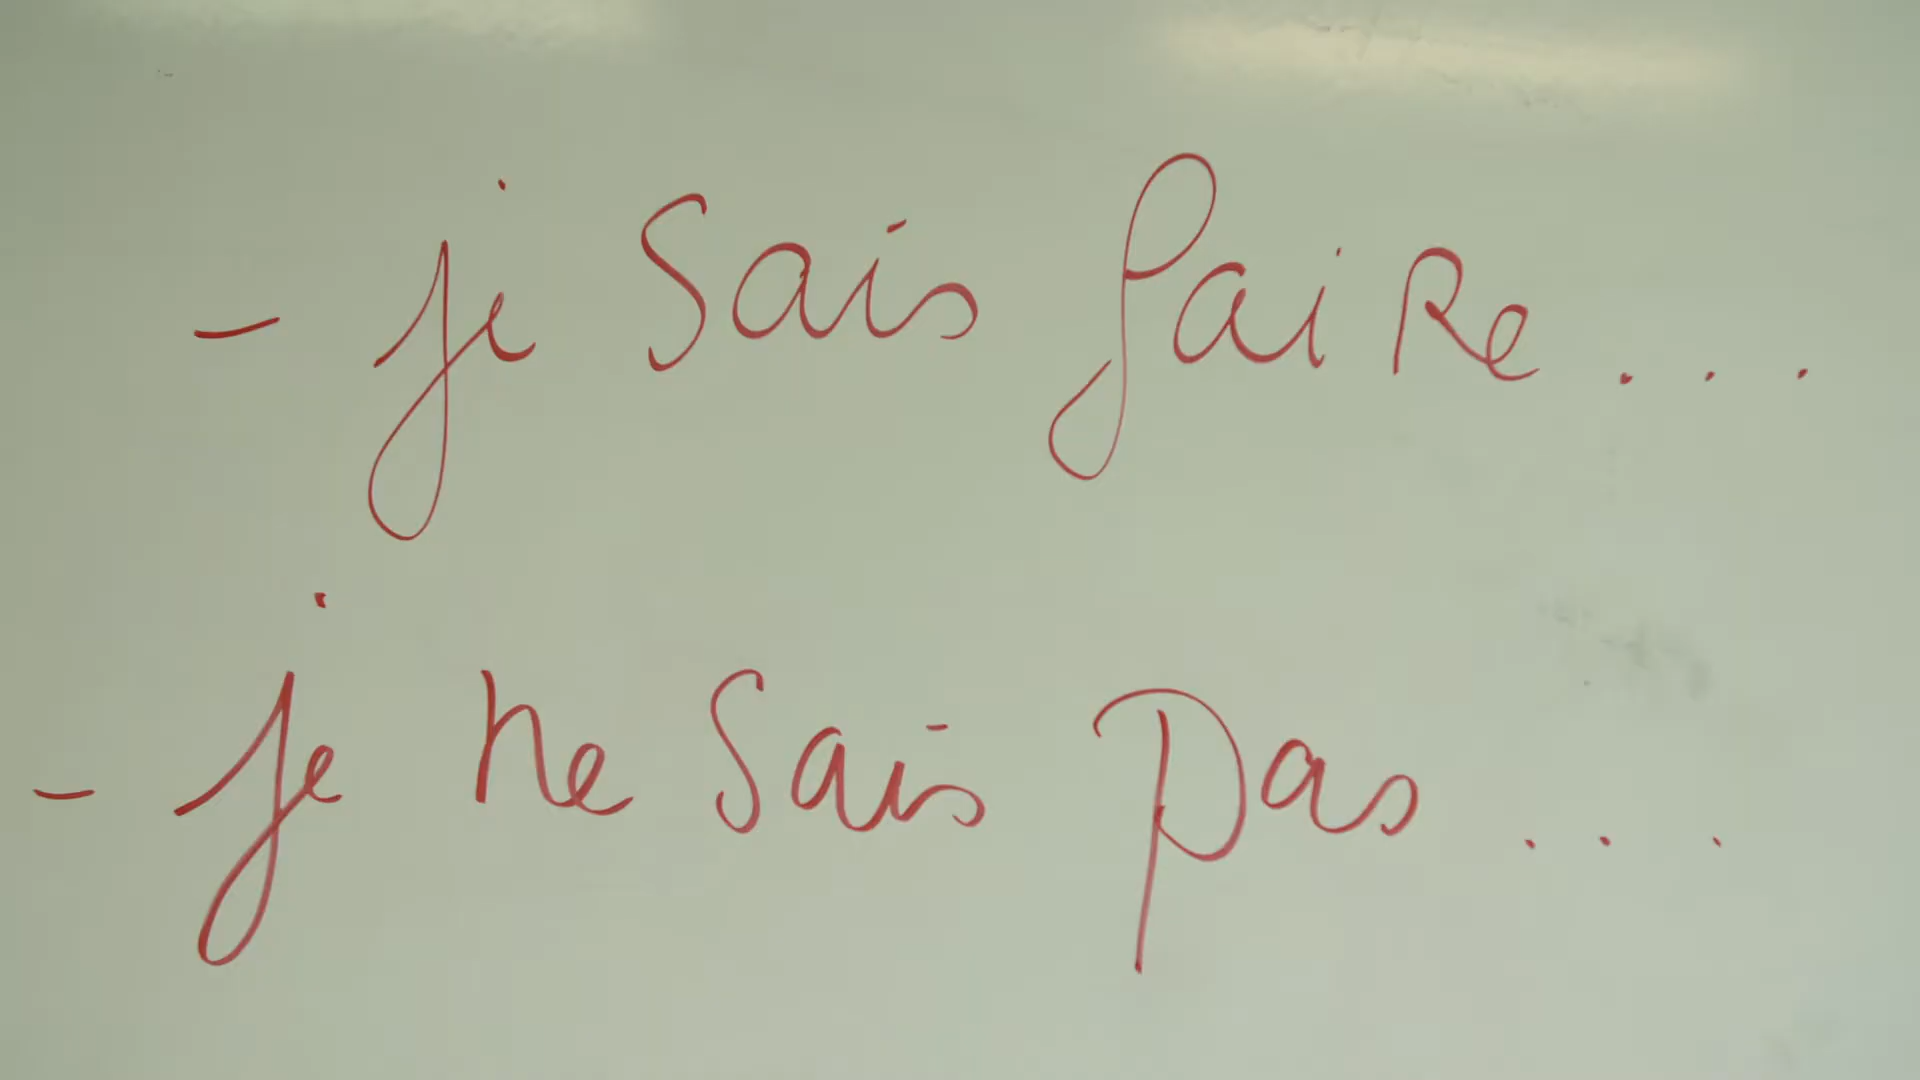 - je sais faire....
- je ne sais pas....